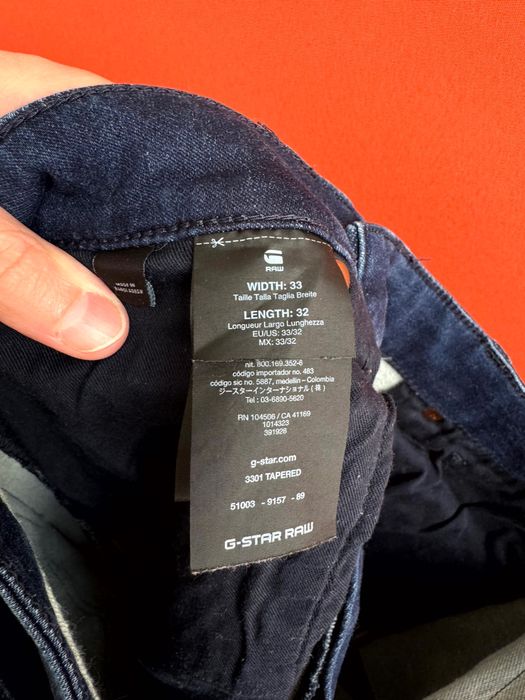 RAW
WIDTH: 33
Taille Talla Taglia Breite
LENGTH: 32
Longueur Largo Lunghezza
EU/US: 33/32
MX: 33/32
nit. 800.169.352-6
código importador no. 483
código sic no. 5887, medellin - Colombia
ジースターインターナショナル(株)
Tel : 03-6890-5620
RN 104506 / CA 41169
1014323
391926
g-star.com
3301 TAPERED
51003 - 9157 - 89
G-STAR RAW
MADE IN
BANGLADESH